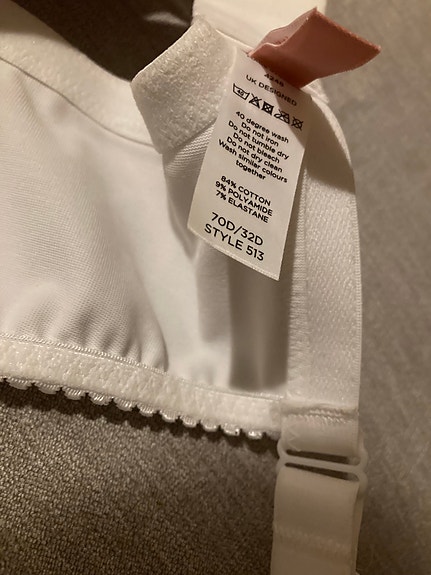 UK DESIGNED
40 degree wash
Do not iron
Do not tumble dry
Do not bleach
Do not dry clean
Wash similar colours
together
84% COTTON
9% POLYAMIDE
7% ELASTANE
70D/32D
STYLE 513